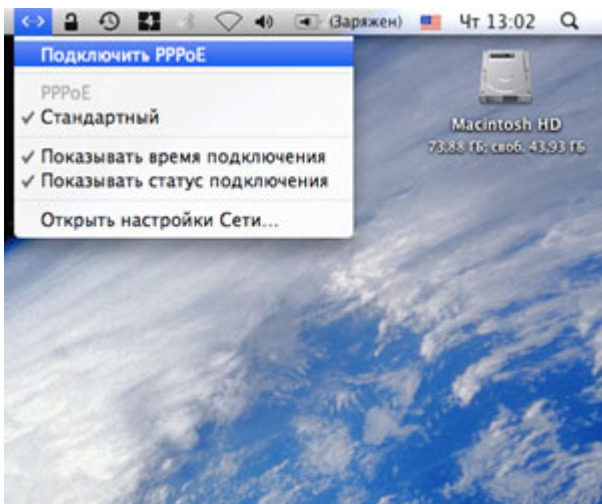 (Заряжен) Чт 13:02
Подключить PPPoE
PPPoE
Стандартный
Показывать время подключения
Показывать статус подключения
Открыть настройки Сети...
Macintosh HD
73,88 ГБ; своб. 43,93 ГБ